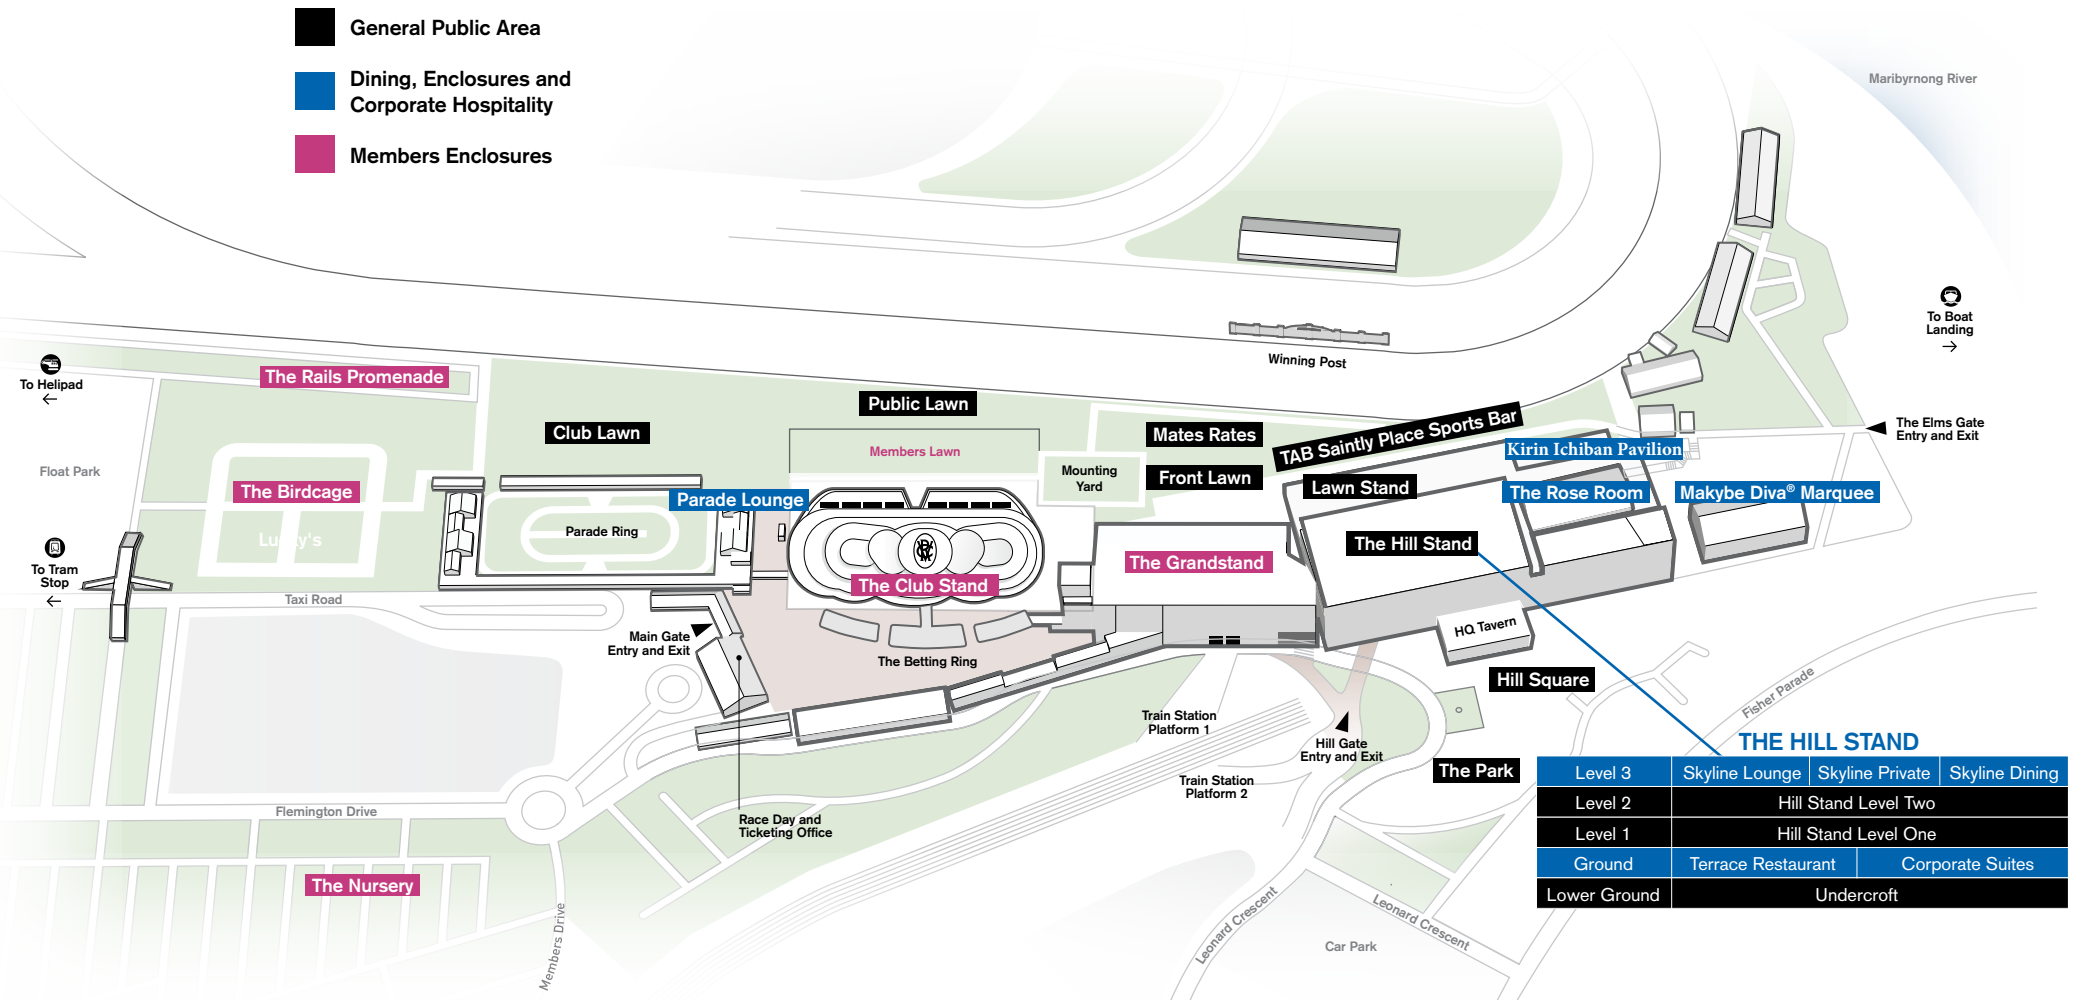 General Public Area
Dining, Enclosures and
Corporate Hospitality
Members Enclosures
Maribyrnong River
To Boat
Landing
Winning Post
To Helipad
The Rails Promenade
Public Lawn
Club Lawn
Mates Rates
TAB Saintly Place Sports Bar
The Elms Gate
Entry and Exit
Members Lawn
Kirin Ichiban Pavilion
Float Park
Mounting
Yard
Front Lawn
Lawn Stand
The Birdcage
Parade Lounge
The Rose Room
Makybe Diva® Marquee
Parade Ring
The Hill Stand
To Tram
Stop
The Grandstand
The Club Stand
Taxi Road
Main Gate
Entry and Exit
HQ Tavern
The Betting Ring
Hill Square
Fisher Parade
Train Station
Platform 1
Hill Gate
Entry and Exit
The Park
Train Station
Platform 2
Flemington Drive
Race Day and
Ticketing Office
The Nursery
Members Drive
Leonard Crescent
Leonard Crescent
Car Park
THE HILL STAND
Level 3 Skyline Lounge Skyline Private Skyline Dining
Level 2 Hill Stand Level Two
Level 1 Hill Stand Level One
Ground Terrace Restaurant Corporate Suites
Lower Ground Undercroft